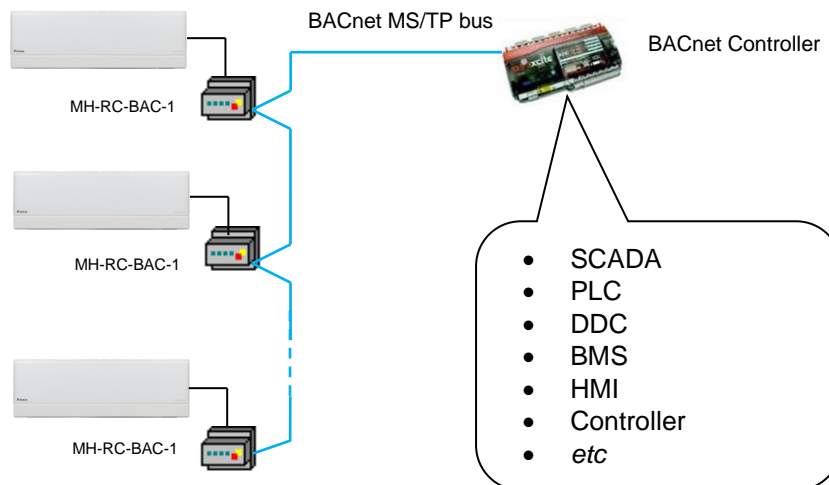 BACnet MS/TP bus
BACnet Controller
MH-RC-BAC-1
MH-RC-BAC-1
• SCADA
• PLC
• DDC
• BMS
• HMI
• Controller
• etc
MH-RC-BAC-1